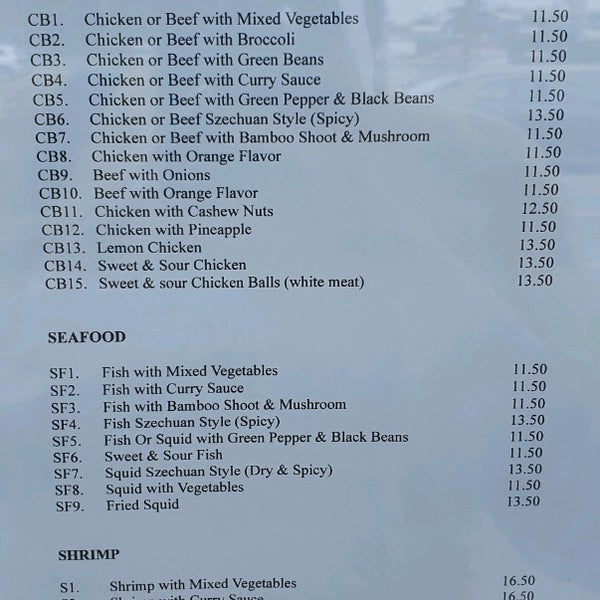 CB1. Chicken or Beef with Mixed Vegetables 11.50
CB2. Chicken or Beef with Broccoli 11.50
CB3. Chicken or Beef with Green Beans 11.50
CB4. Chicken or Beef with Curry Sauce 11.50
CB5. Chicken or Beef with Green Pepper & Black Beans 11.50
CB6. Chicken or Beef Szechuan Style (Spicy) 13.50
CB7. Chicken or Beef with Bamboo Shoot & Mushroom 11.50
CB8. Chicken with Orange Flavor 11.50
CB9. Beef with Onions 11.50
CB10. Beef with Orange Flavor 11.50
CB11. Chicken with Cashew Nuts 12.50
CB12. Chicken with Pineapple 11.50
CB13. Lemon Chicken 13.50
CB14. Sweet & Sour Chicken 13.50
CB15. Sweet & sour Chicken Balls (white meat) 13.50
SEAFOOD
SF1. Fish with Mixed Vegetables 11.50
SF2. Fish with Curry Sauce 11.50
SF3. Fish with Bamboo Shoot & Mushroom 11.50
SF4. Fish Szechuan Style (Spicy) 13.50
SF5. Fish Or Squid with Green Pepper & Black Beans 11.50
SF6. Sweet & Sour Fish 11.50
SF7. Squid Szechuan Style (Dry & Spicy) 13.50
SF8. Squid with Vegetables 11.50
SF9. Fried Squid 13.50
SHRIMP
S1. Shrimp with Mixed Vegetables 16.50
Shrimp with Curry Sauce 16.50